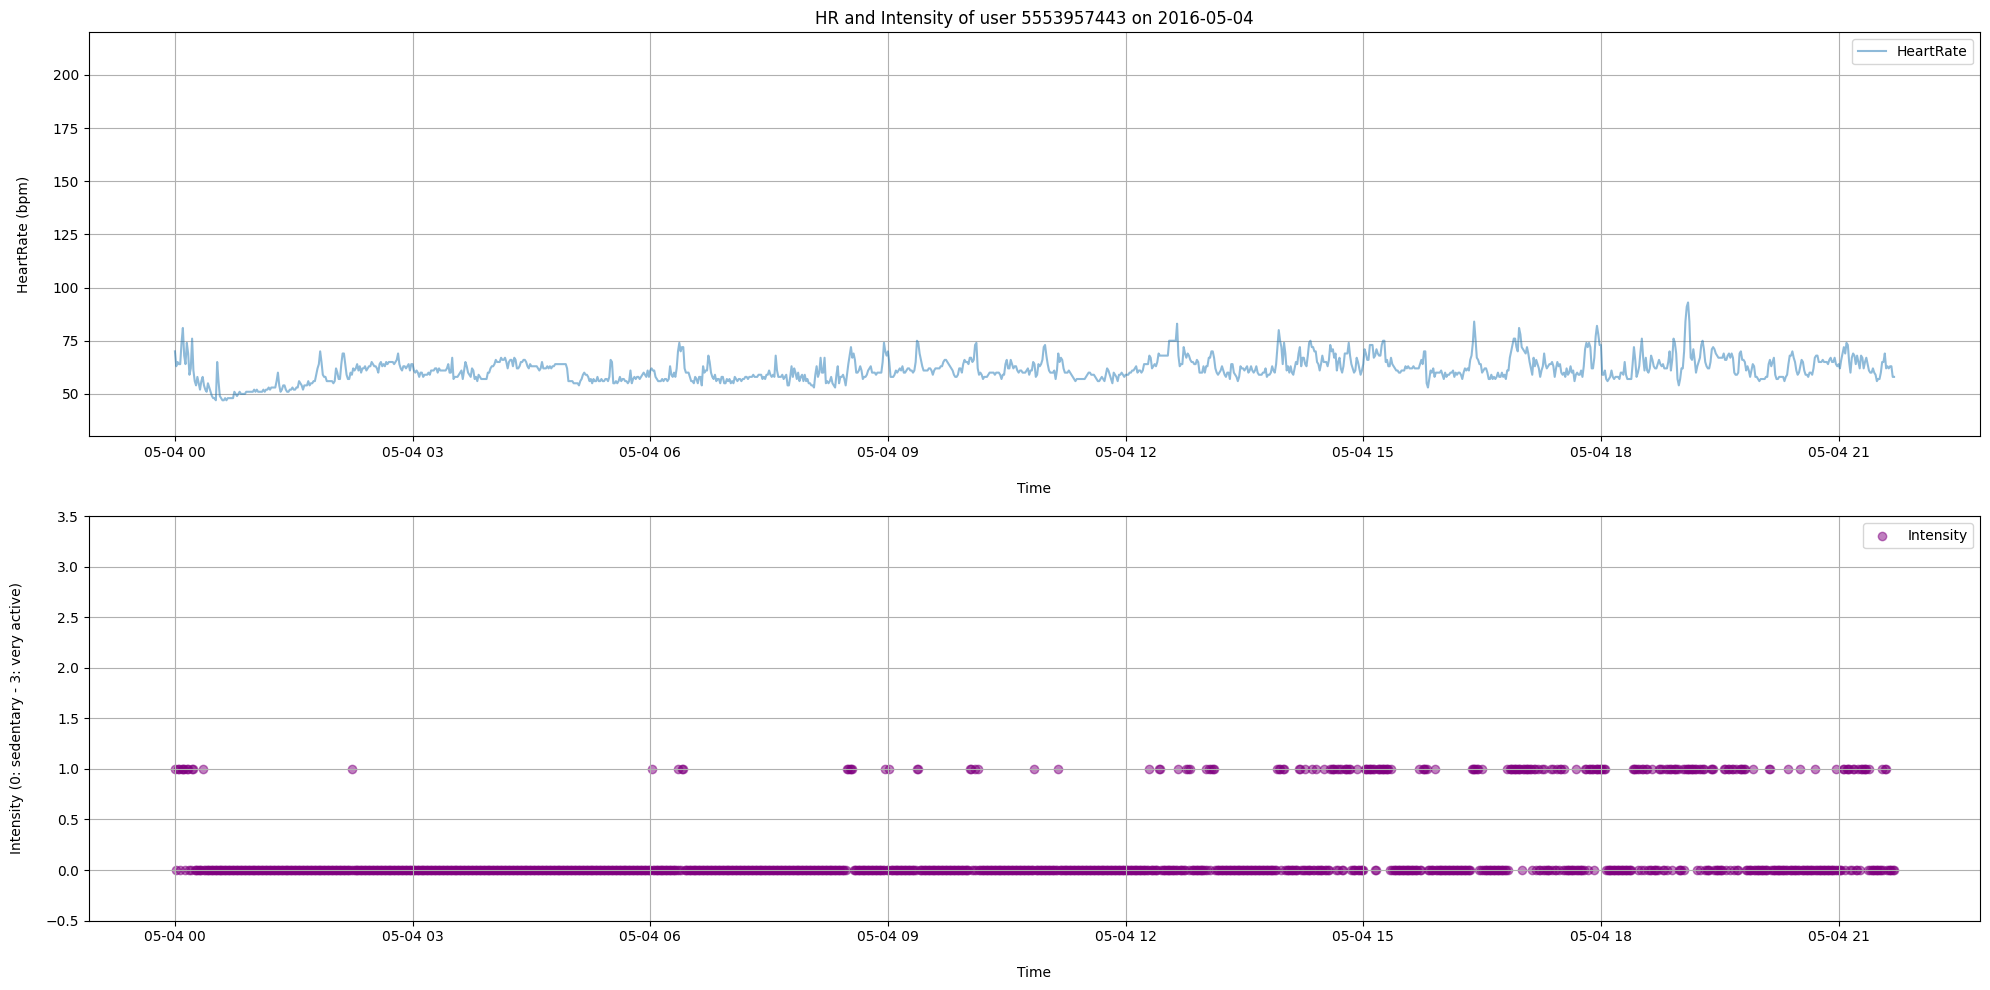 HR and Intensity of user 5553957443 on 2016-05-04
HeartRate
200
175
150
125
100
75
50
HeartRate (bpm)
05-04 00 05-04 03 05-04 06 05-04 09 05-04 12 05-04 15 05-04 18 05-04 21
Time
Intensity
3.5
3.0
2.5
2.0
1.5
1.0
0.5
0.0
−0.5
Intensity (0: sedentary - 3: very active)
05-04 00 05-04 03 05-04 06 05-04 09 05-04 12 05-04 15 05-04 18 05-04 21
Time